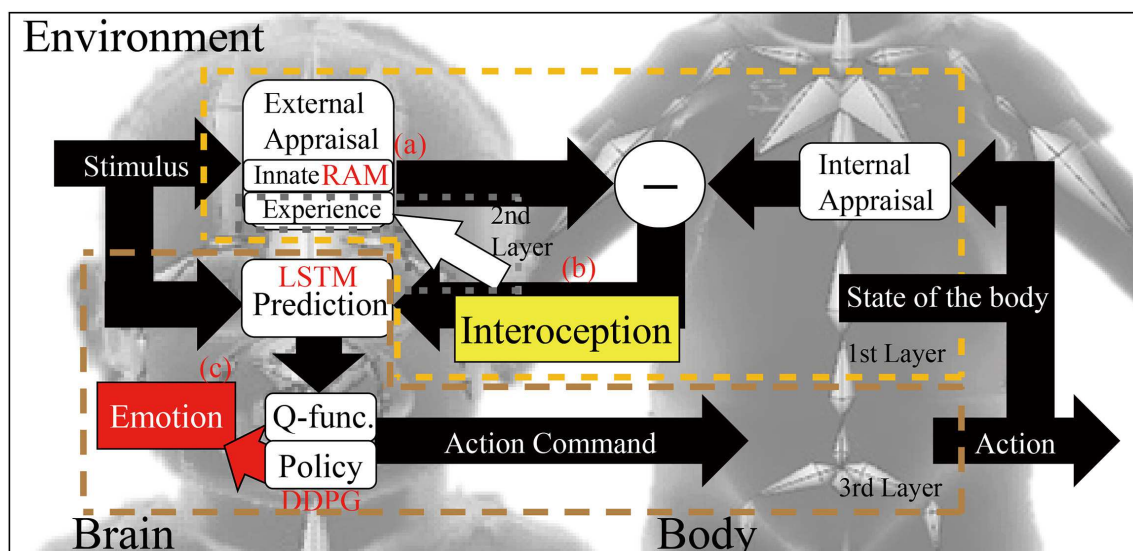 Environment
External
Appraisal
(a)
Stimulus
Innate RAM
Experience
2nd
Layer
–
Internal
Appraisal
LSTM
Prediction
(b)
Interoception
State of the body
1st Layer
(c)
Emotion
Q-func.
Policy
DDPG
Action Command
Action
3rd Layer
Brain
Body